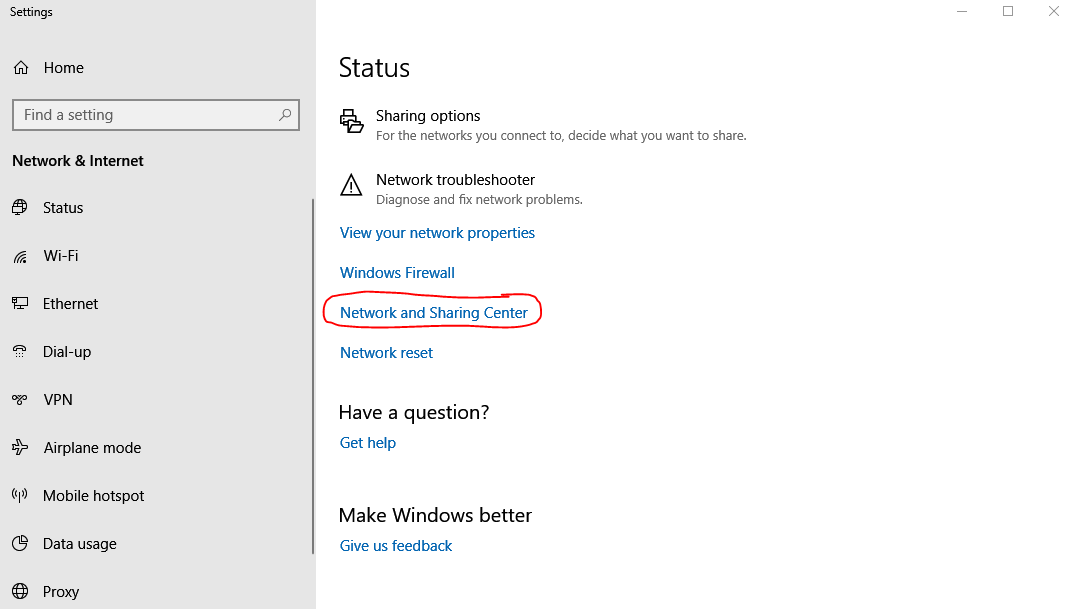 Settings
Home
Find a setting
Network & Internet
Status
Wi-Fi
Ethernet
Dial-up
VPN
Airplane mode
Mobile hotspot
Data usage
Proxy
Status
Sharing options
For the networks you connect to, decide what you want to share.
Network troubleshooter
Diagnose and fix network problems.
View your network properties
Windows Firewall
Network and Sharing Center
Network reset
Have a question?
Get help
Make Windows better
Give us feedback